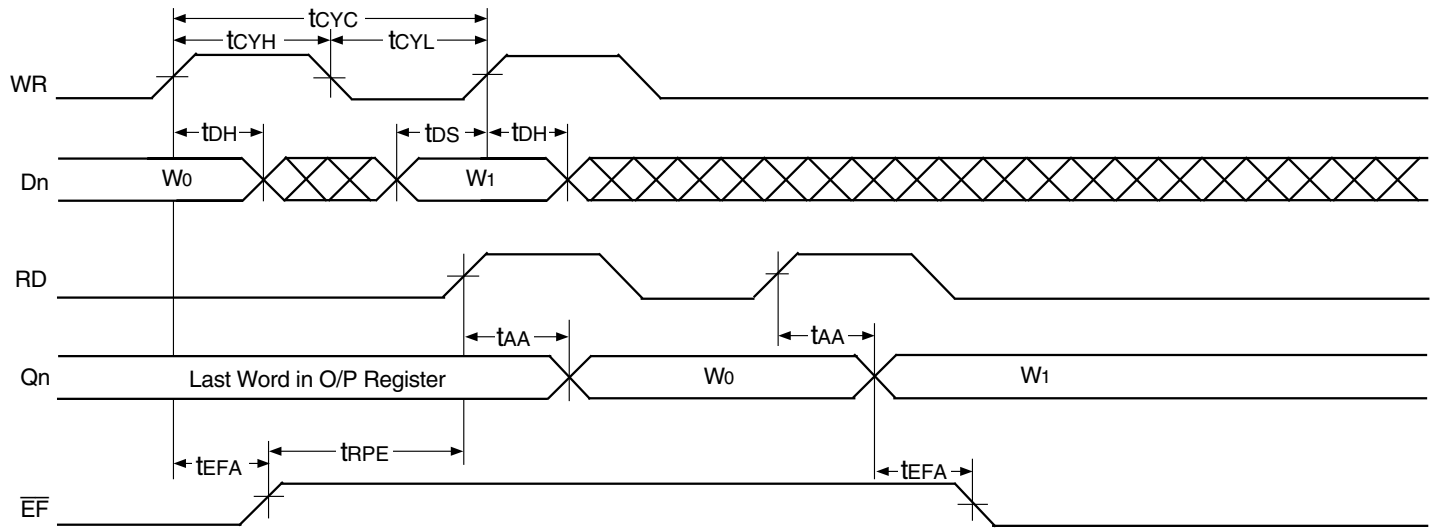 tCYC
tCYH tCYL
WR
tDH tDS tDH
Dn W0 W1
RD
tAA tAA
Qn Last Word in O/P Register W0 W1
tEFA tRPE tEFA
E̅F̅